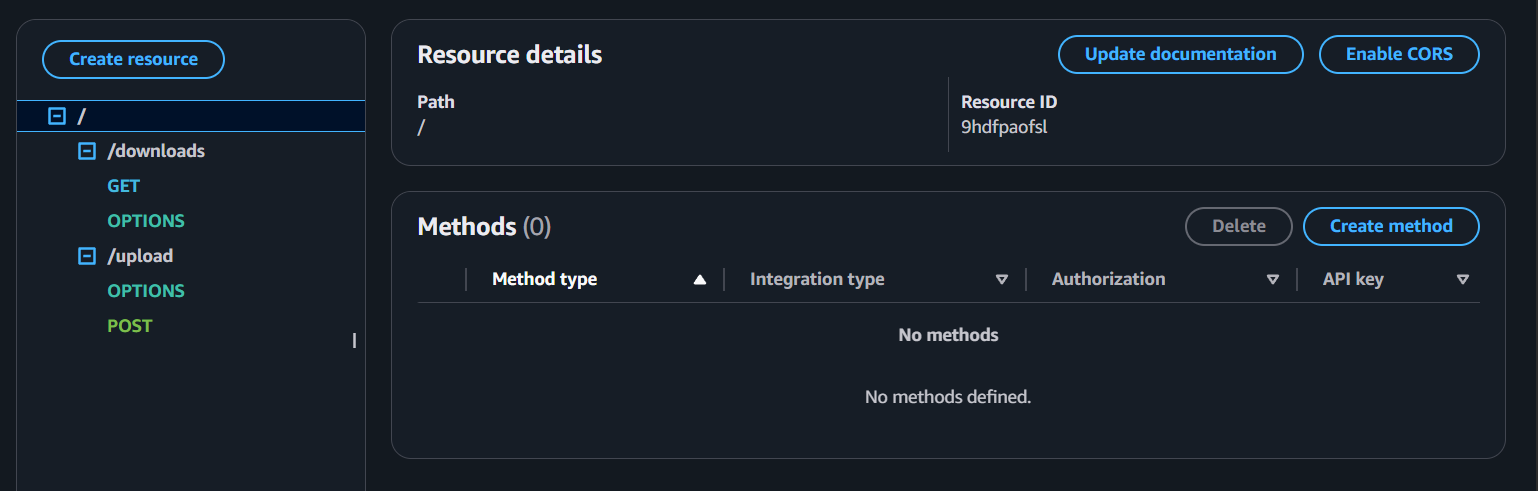 Create resource
/
/downloads
GET
OPTIONS
/upload
OPTIONS
POST
Resource details
Update documentation
Enable CORS
Path
/
Resource ID
9hdfpaofsl
Methods (0)
Delete
Create method
Method type
Integration type
Authorization
API key
No methods
No methods defined.